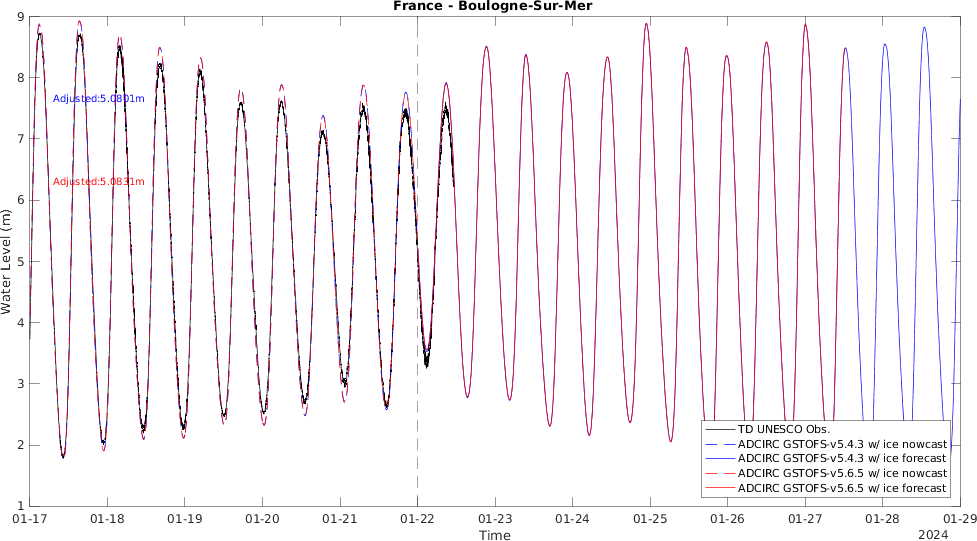 France - Boulogne-Sur-Mer
9
8
7
6
5
4
3
2
1
Water Level (m)
Adjusted:5.0801m
Adjusted:5.0831m
TD UNESCO Obs.
ADCIRC GSTOFS-v5.4.3 w/ ice nowcast
ADCIRC GSTOFS-v5.4.3 w/ ice forecast
ADCIRC GSTOFS-v5.6.5 w/ ice nowcast
ADCIRC GSTOFS-v5.6.5 w/ ice forecast
01-17 01-18 01-19 01-20 01-21 01-22 01-23 01-24 01-25 01-26 01-27 01-28 01-29
Time
2024